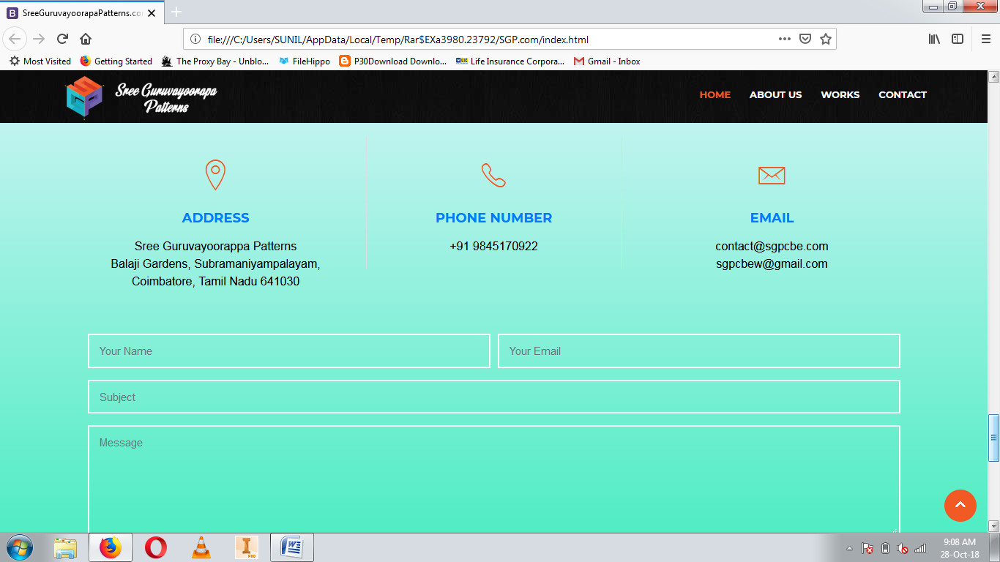 SreeGuruvayoorapaPatterns.co
file:///C:/Users/SUNIL/AppData/Local/Temp/Rar$EXa3980.23792/SGP.com/index.html
Most Visited Getting Started The Proxy Bay - Unblo... FileHippo P30Download Downlo... Life Insurance Corpora... Gmail - Inbox
Sree Guruvayoorapa
Patterns
HOME ABOUT US WORKS CONTACT
ADDRESS PHONE NUMBER EMAIL
Sree Guruvayoorappa Patterns +91 9845170922 contact@sgpcbe.com
Balaji Gardens, Subramaniyampalayam, sgpcbew@gmail.com
Coimbatore, Tamil Nadu 641030
Your Name Your Email
Subject
Message
9:08 AM
28-Oct-18